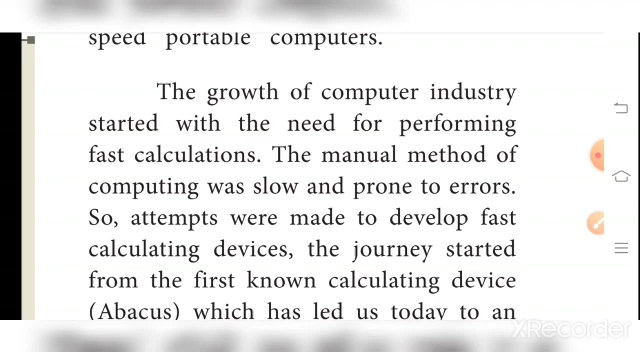 speed portable computers.
The growth of computer industry
started with the need for performing
fast calculations. The manual method of
computing was slow and prone to errors.
So, attempts were made to develop fast
calculating devices, the journey started
from the first known calculating device
(Abacus) which has led us today to an
XRecorder